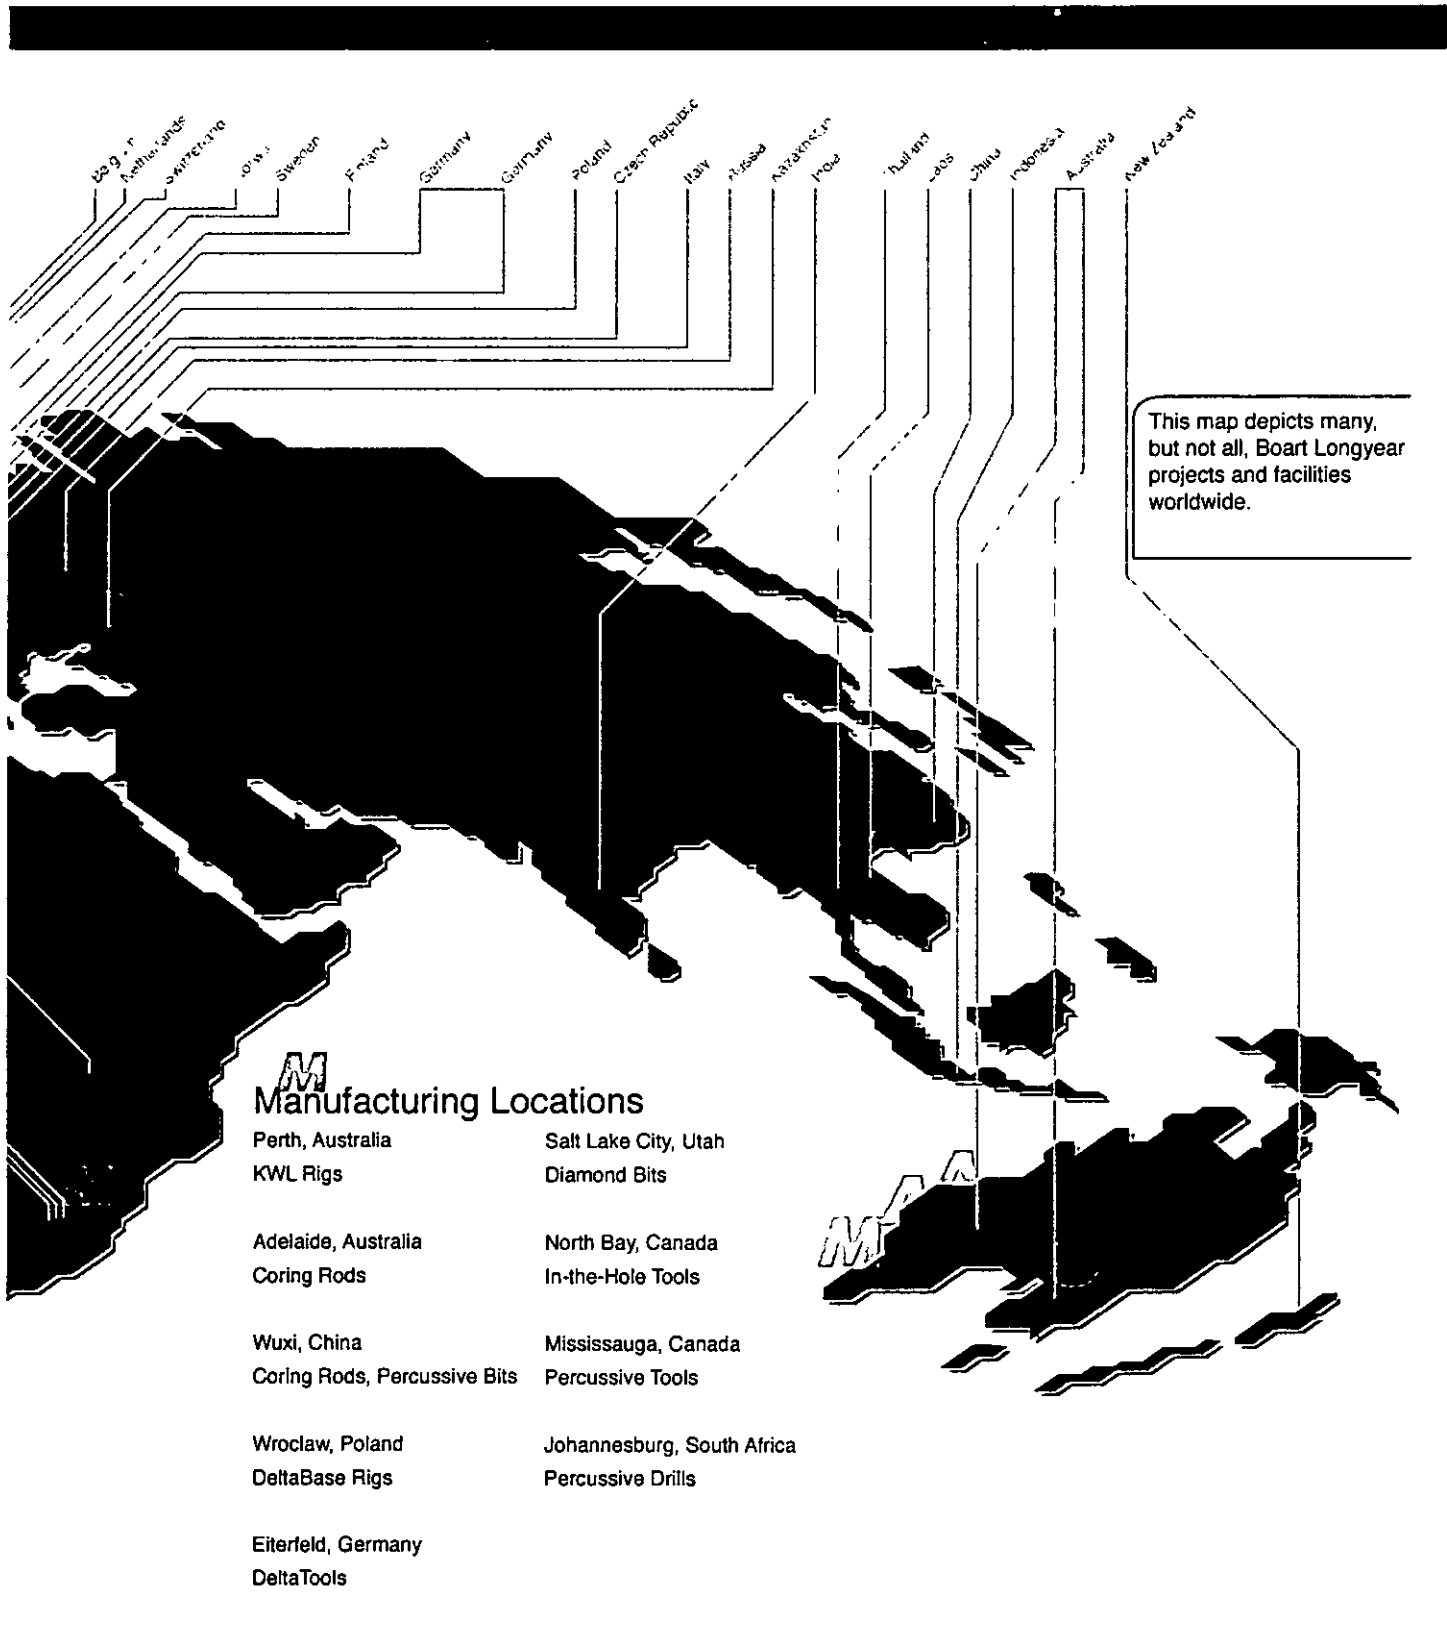 Netherlands
Switzerland
Sweden
Finland
Germany
Germany
Poland
Czech Republic
Italy
Russia
Kazakhstan
India
Thailand
Laos
China
Indonesia
Australia
New Zealand
This map depicts many,
but not all, Boart Longyear
projects and facilities
worldwide.
M
Manufacturing Locations
Perth, Australia
KWL Rigs
Adelaide, Australia
Coring Rods
Wuxi, China
Coring Rods, Percussive Bits
Wroclaw, Poland
DeltaBase Rigs
Eiterfeld, Germany
DeltaTools
Salt Lake City, Utah
Diamond Bits
North Bay, Canada
In-the-Hole Tools
Mississauga, Canada
Percussive Tools
Johannesburg, South Africa
Percussive Drills
A
A
M